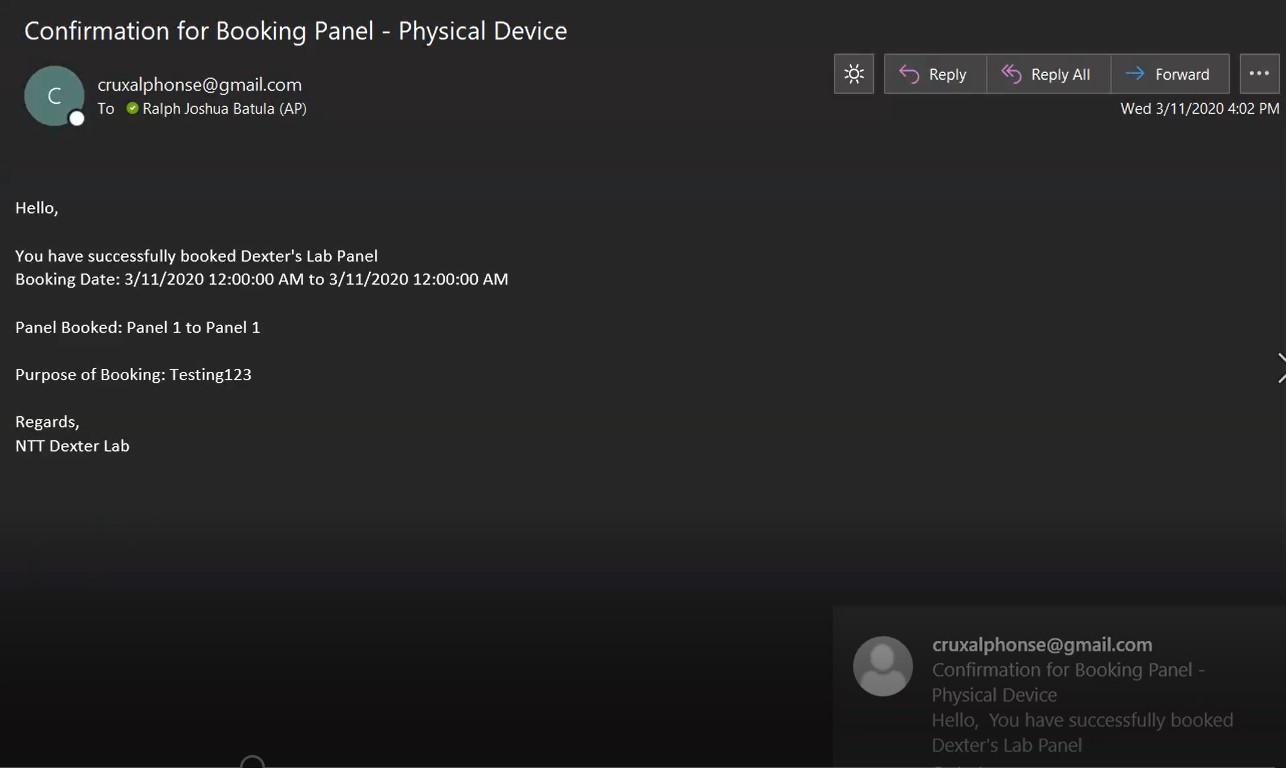 Confirmation for Booking Panel - Physical Device
C
cruxalphonse@gmail.com
To Ralph Joshua Batula (AP)
Reply
Reply All
Forward
Wed 3/11/2020 4:02 PM
Hello,
You have successfully booked Dexter's Lab Panel
Booking Date: 3/11/2020 12:00:00 AM to 3/11/2020 12:00:00 AM
Panel Booked: Panel 1 to Panel 1
Purpose of Booking: Testing123
Regards,
NTT Dexter Lab
cruxalphonse@gmail.com
Confirmation for Booking Panel -
Physical Device
Hello, You have successfully booked
Dexter's Lab Panel